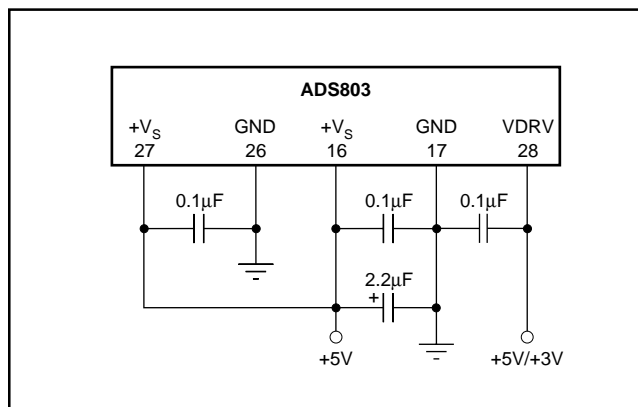 ADS803
+VS GND +VS GND VDRV
27 26 16 17 28
0.1µF 0.1µF 0.1µF
2.2µF
+
+5V +5V/+3V